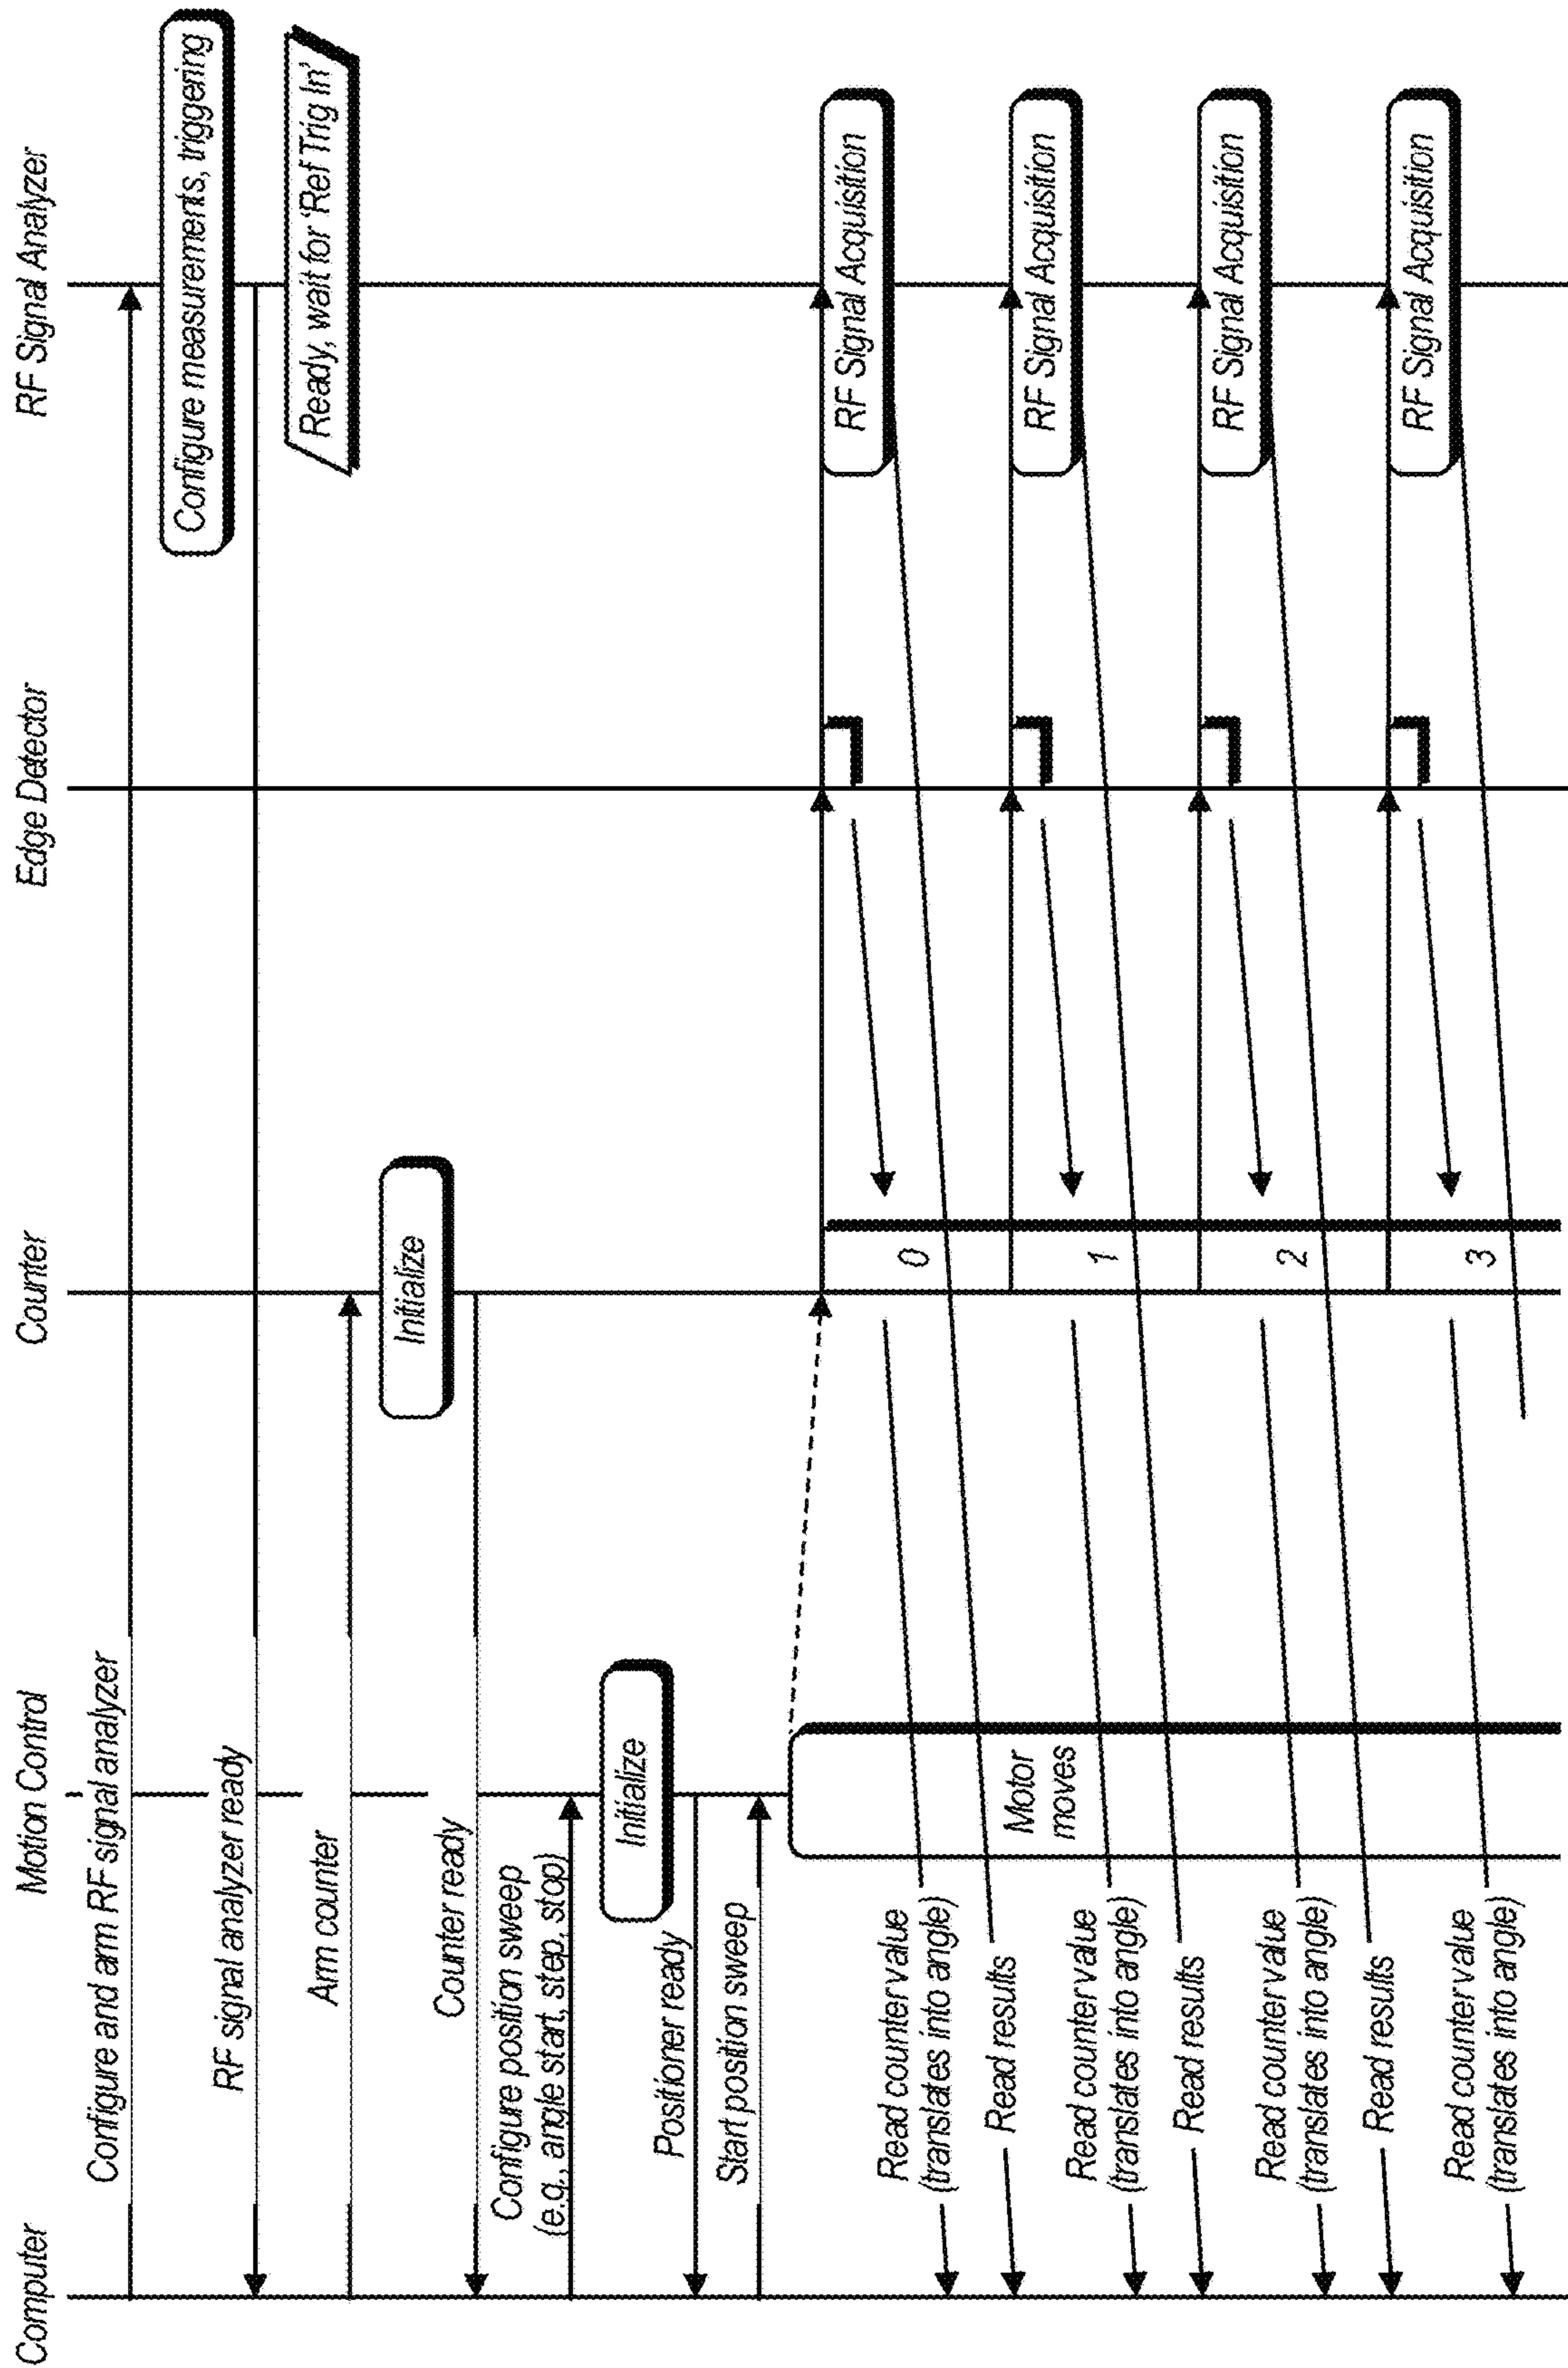 Computer
Motion Control
Counter
Edge Detector
RF Signal Analyzer
Configure and arm RF signal analyzer
Configure measurements, triggering
RF signal analyzer ready
Ready, wait for 'Ref Trig In'
Arm counter
Initialize
Counter ready
Configure position sweep
(e.g., angle start, step, stop)
Initialize
Positioner ready
Start position sweep
RF Signal Acquisition
Read counter value
(translates into angle)
0
Read results
Motor
moves
RF Signal Acquisition
Read counter value
(translates into angle)
1
Read results
RF Signal Acquisition
Read counter value
(translates into angle)
2
Read results
RF Signal Acquisition
Read counter value
(translates into angle)
3